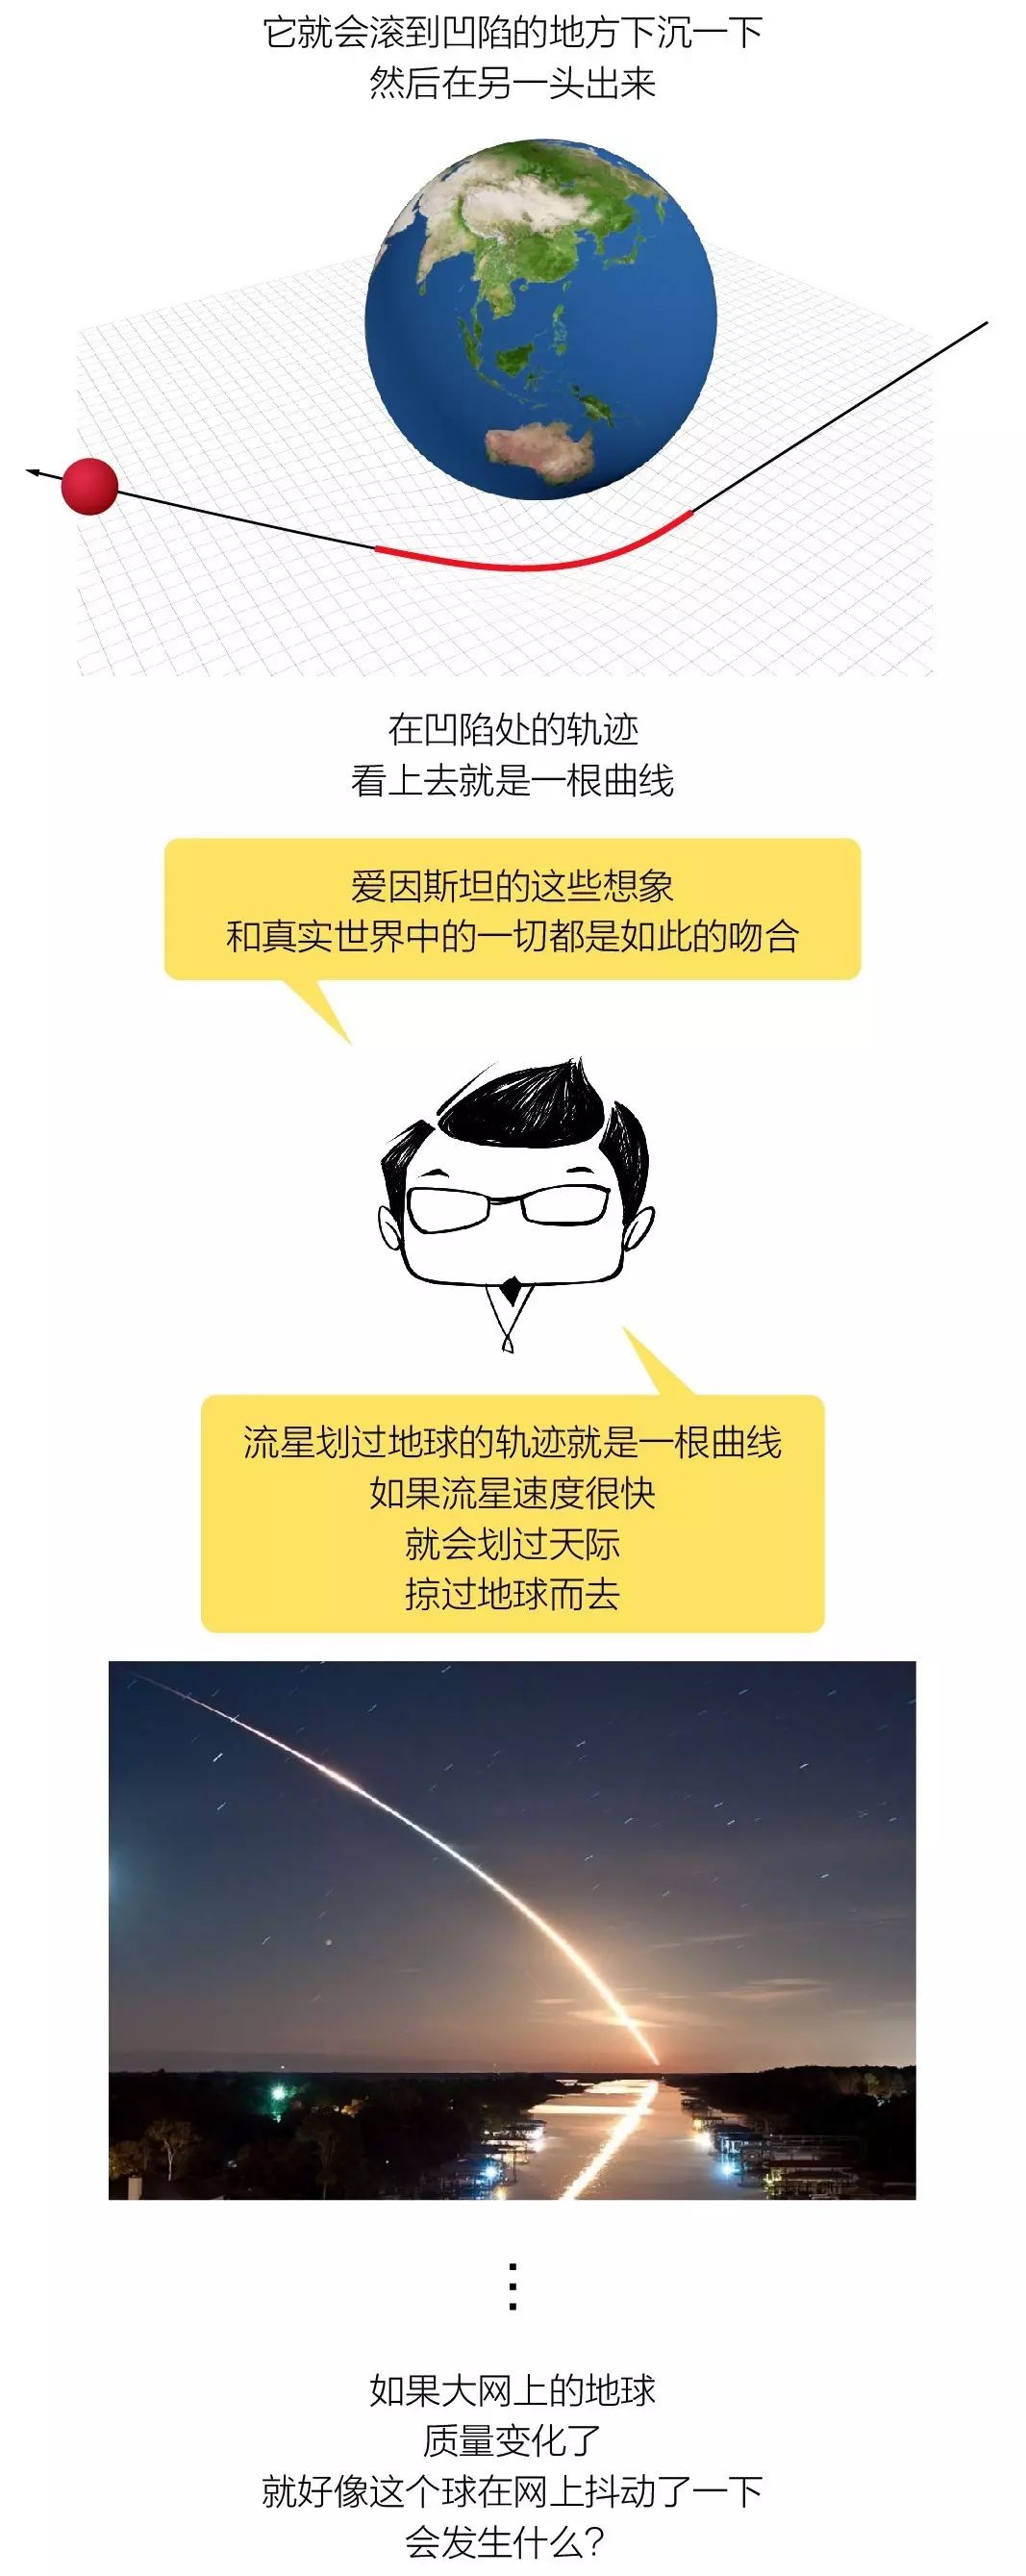 它就会滚到凹陷的地方下沉一下
然后在另一头出来
在凹陷处的轨迹
看上去就是一根曲线
爱因斯坦的这些想象
和真实世界中的一切都是如此的吻合
流星划过地球的轨迹就是一根曲线
如果流星速度很快
就会划过天际
掠过地球而去
如果大网上的地球
质量变化了
就好像这个球在网上抖动了一下
会发生什么?